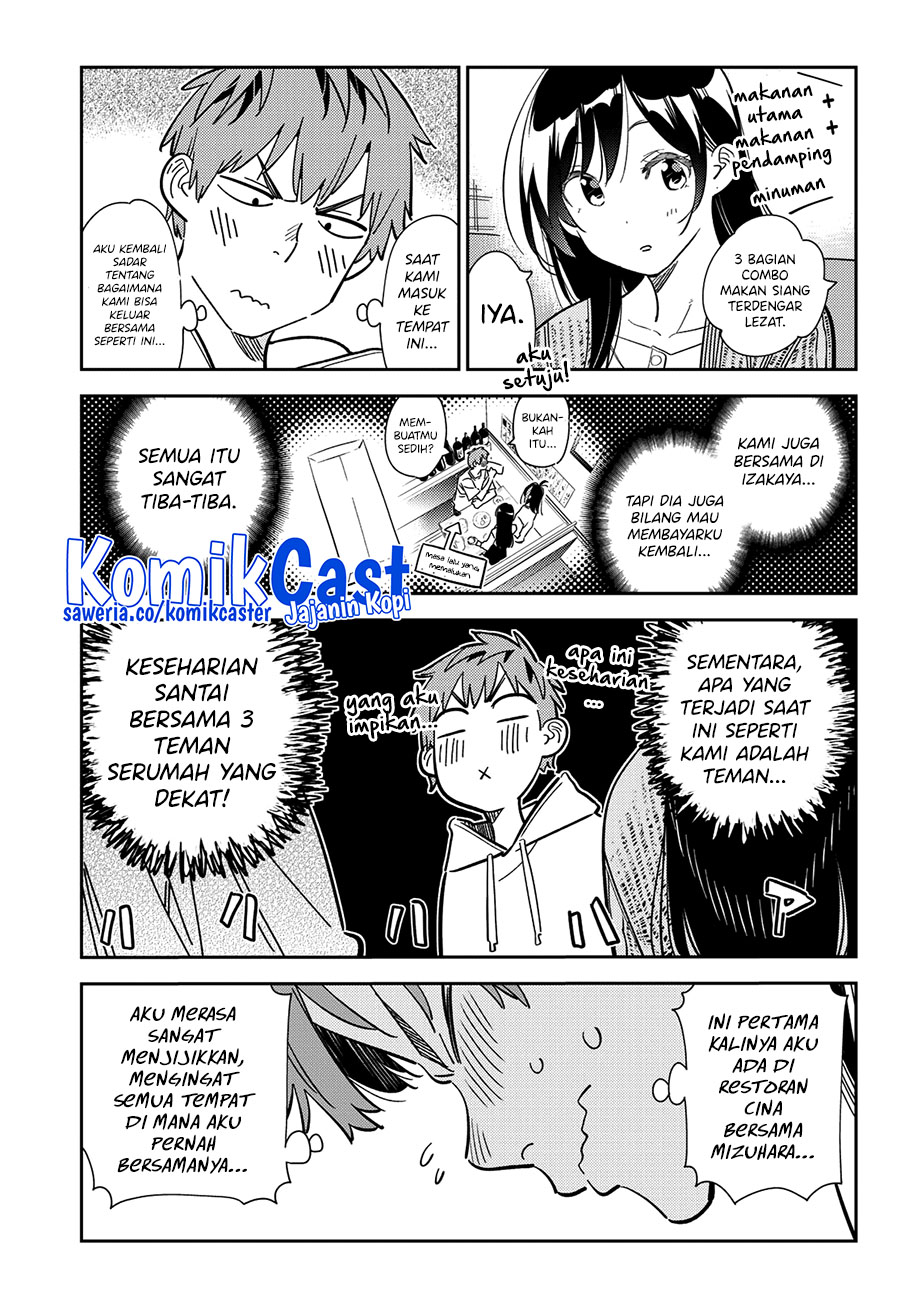 makanan +
utama
makanan +
pendamping
minuman
3 BAGIAN
COMBO
MAKAN SIANG
TERDENGAR
LEZAT.
IYA.
aku
setuju!
SAAT
KAMI
MASUK
KE
TEMPAT
INI...
AKU KEMBALI
SADAR
TENTANG
BAGAIMANA
KAMI BISA
KELUAR
BERSAMA
SEPERTI INI...
KAMI JUGA
BERSAMA DI
IZAKAYA...
TAPI DIA JUGA
BILANG MAU
MEMBAYARKU
KEMBALI...
BUKAN-
KAH
ITU...
MEM-
BUATMU
SEDIH?
masa lalu yang
memalukan
SEMUA ITU
SANGAT
TIBA-TIBA.
KomikCast
saweria.co/komikcaster Jajanin Kopi
SEMENTARA,
APA YANG
TERJADI SAAT
INI SEPERTI
KAMI ADALAH
TEMAN...
apa ini
keseharian
...
yang aku
impikan...
KESEHARIAN
SANTAI
BERSAMA 3
TEMAN
SERUMAH YANG
DEKAT!
INI PERTAMA
KALINYA AKU
ADA DI
RESTORAN
CINA
BERSAMA
MIZUHARA...
AKU MERASA
SANGAT
MENJIJIKKAN,
MENGINGAT
SEMUA TEMPAT
DI MANA AKU
PERNAH
BERSAMANYA...